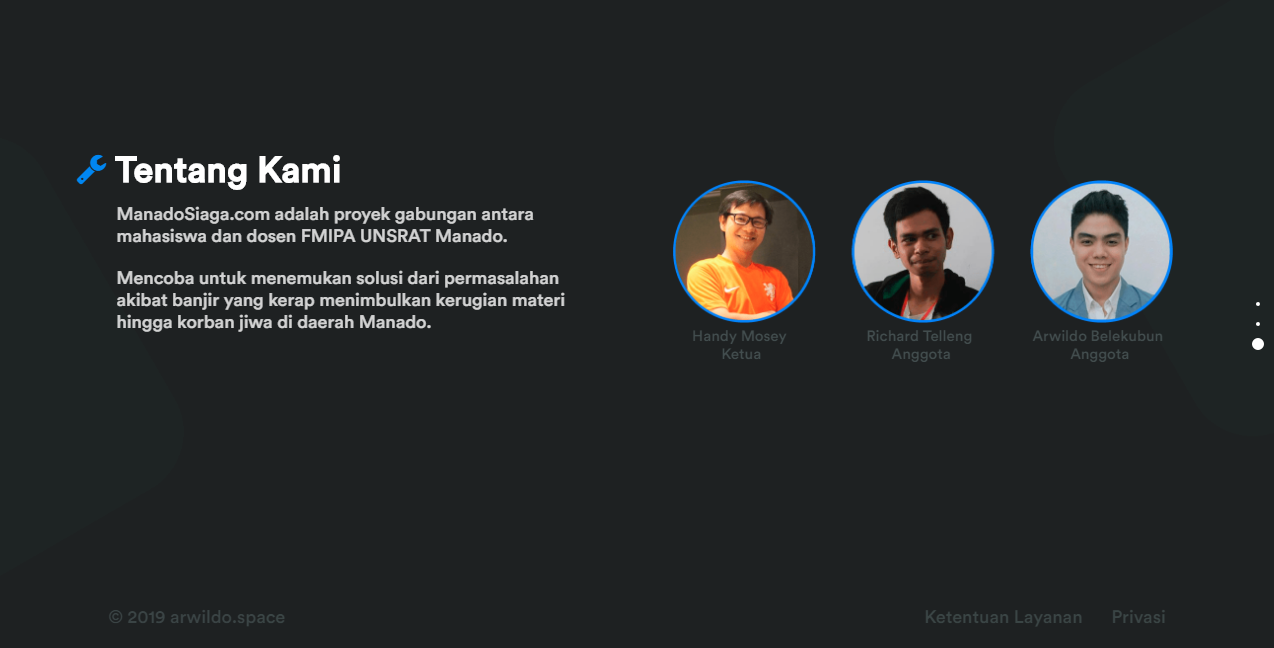 Tentang Kami
ManadoSiaga.com adalah proyek gabungan antara
mahasiswa dan dosen FMIPA UNSRAT Manado.
Mencoba untuk menemukan solusi dari permasalahan
akibat banjir yang kerap menimbulkan kerugian materi
hingga korban jiwa di daerah Manado.
Handy Mosey
Ketua
Richard Telleng
Anggota
Arwildo Belekubun
Anggota
© 2019 arwildo.space
Ketentuan Layanan
Privasi